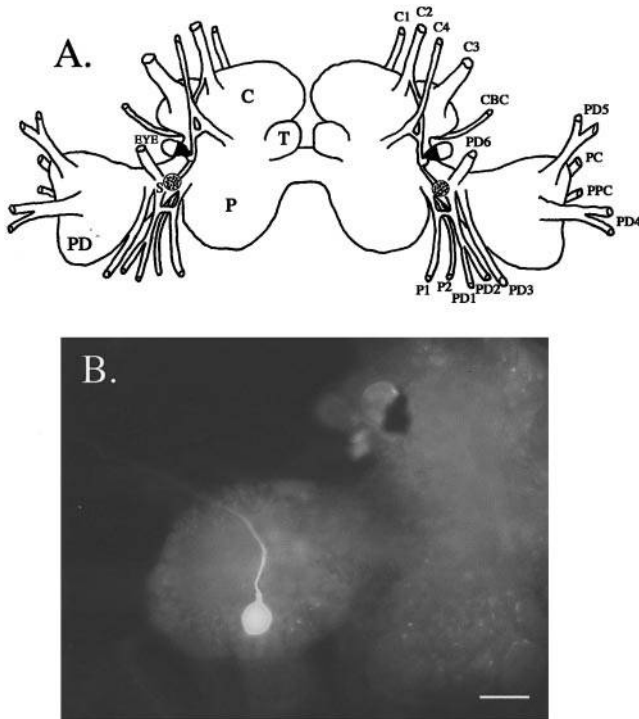 A.
C1 C2 C4 C3
CBC
PD5
PD6
PC
PPC
PD4
EYE
S
C
T
P
PD
P1 P2 PD1 PD2 PD3
B.